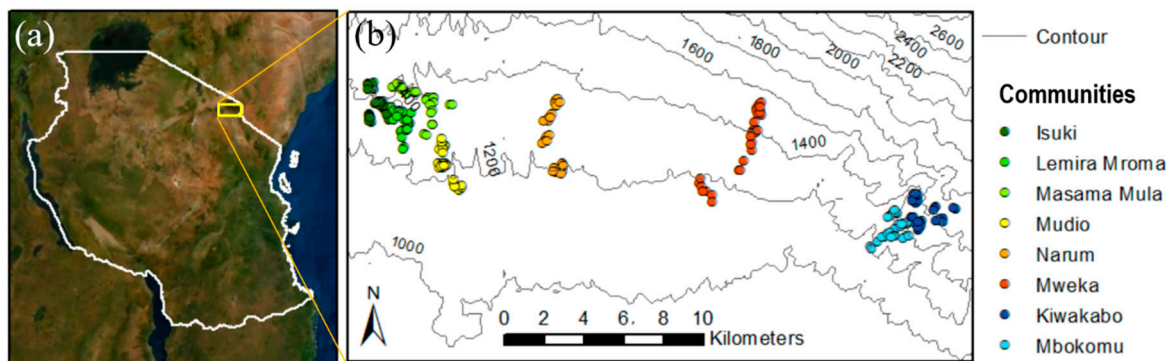 (a)
(b)
1600
1800
2000
2400
2600
2200
1400
1200
1000
N
0 2 4 6 8 10
Kilometers
Contour
Communities
Isuki
Lemira Mroma
Masama Mula
Mudio
Narum
Mweka
Kiwakabo
Mbokomu